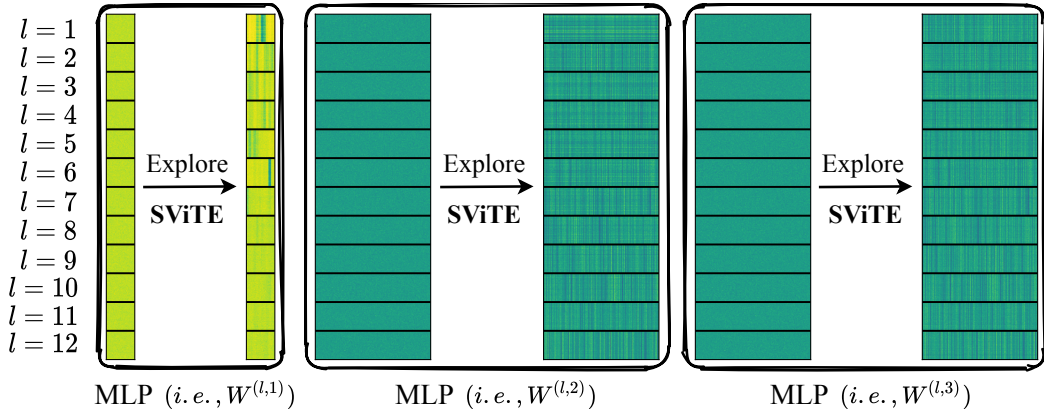 l = 1
l = 2
l = 3
l = 4
l = 5
l = 6
l = 7
l = 8
l = 9
l = 10
l = 11
l = 12
Explore
SViTE
Explore
SViTE
Explore
SViTE
MLP (i.e., W^{(l,1)})
MLP (i.e., W^{(l,2)})
MLP (i.e., W^{(l,3)})